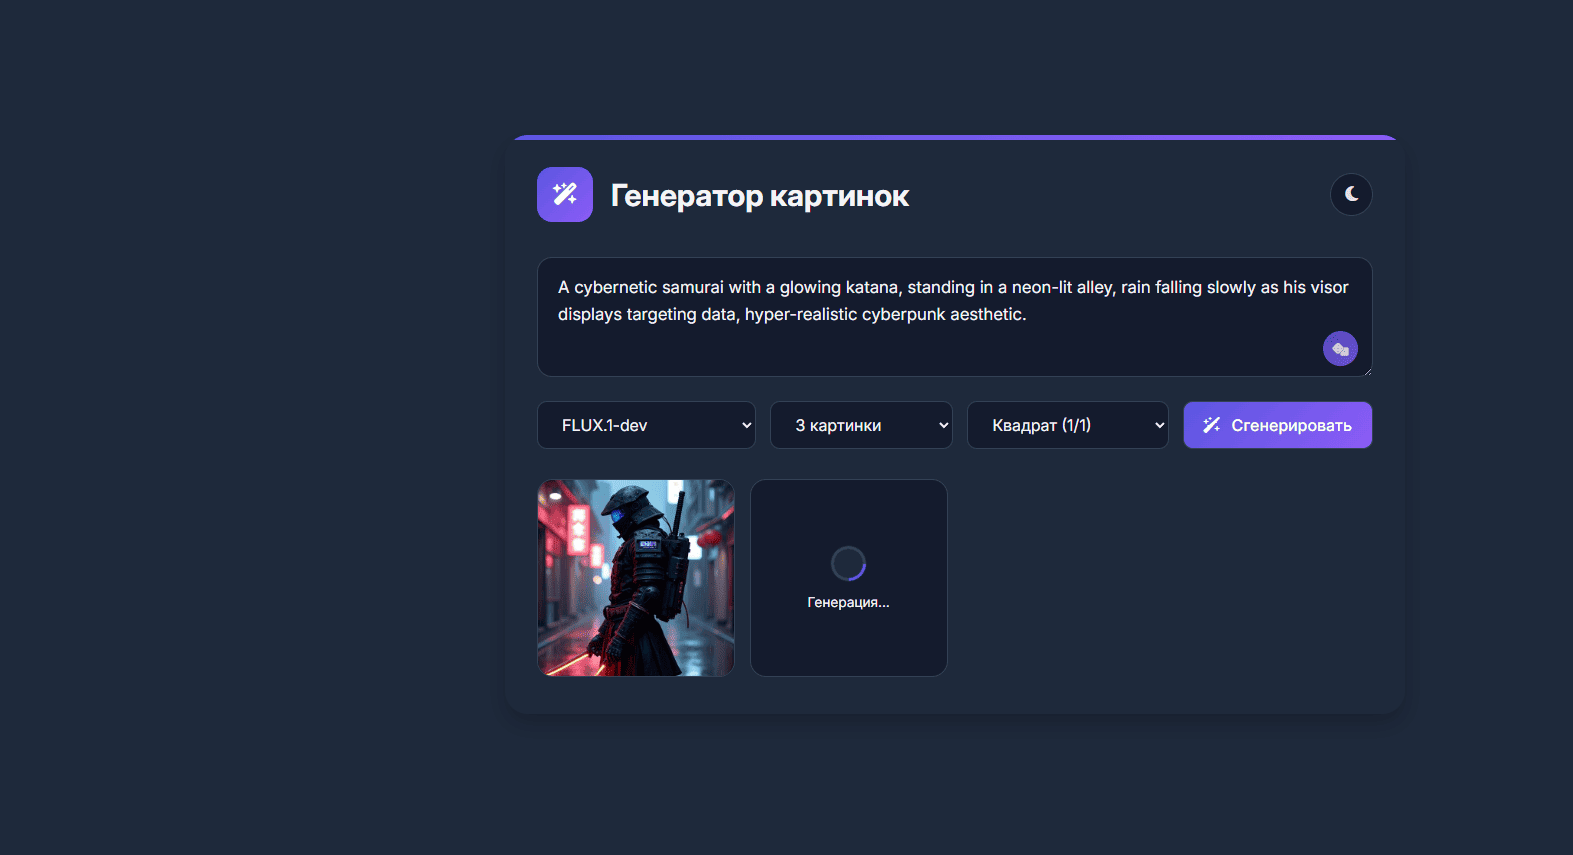 Генератор картинок
A cybernetic samurai with a glowing katana, standing in a neon-lit alley, rain falling slowly as his visor
displays targeting data, hyper-realistic cyberpunk aesthetic.
FLUX.1-dev
3 картинки
Квадрат (1/1)
Сгенерировать
Генерация...